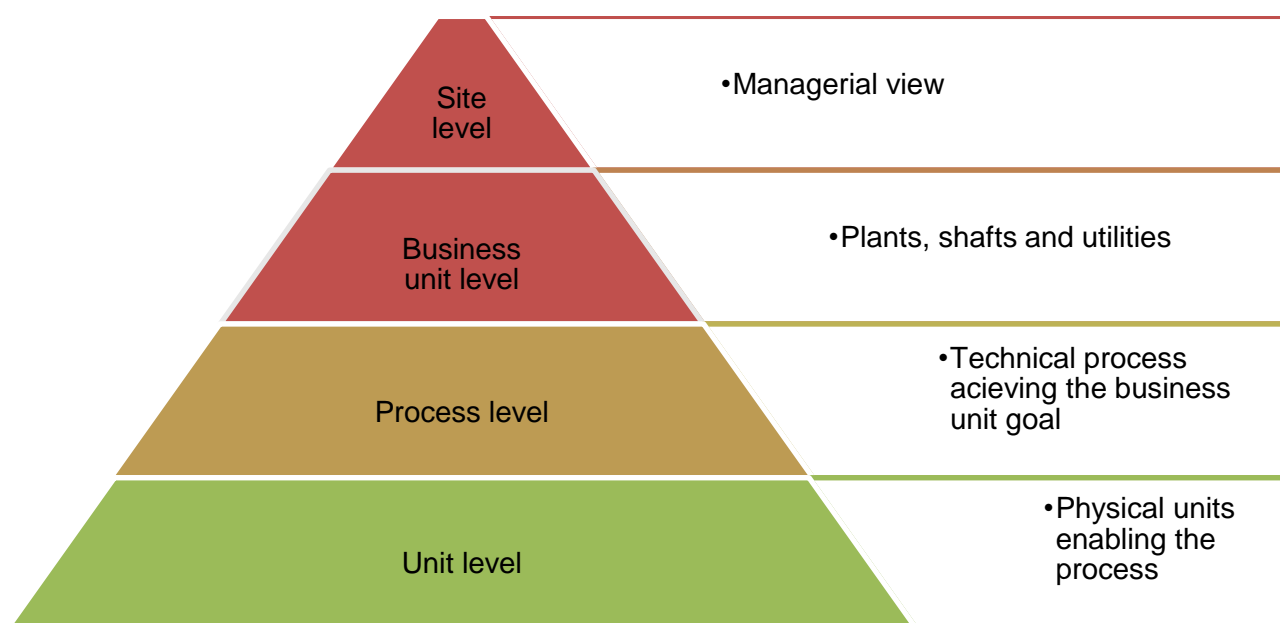 Site
level
•Managerial view
Business
unit level
•Plants, shafts and utilities
Process level
•Technical process
acieving the business
unit goal
Unit level
•Physical units
enabling the
process